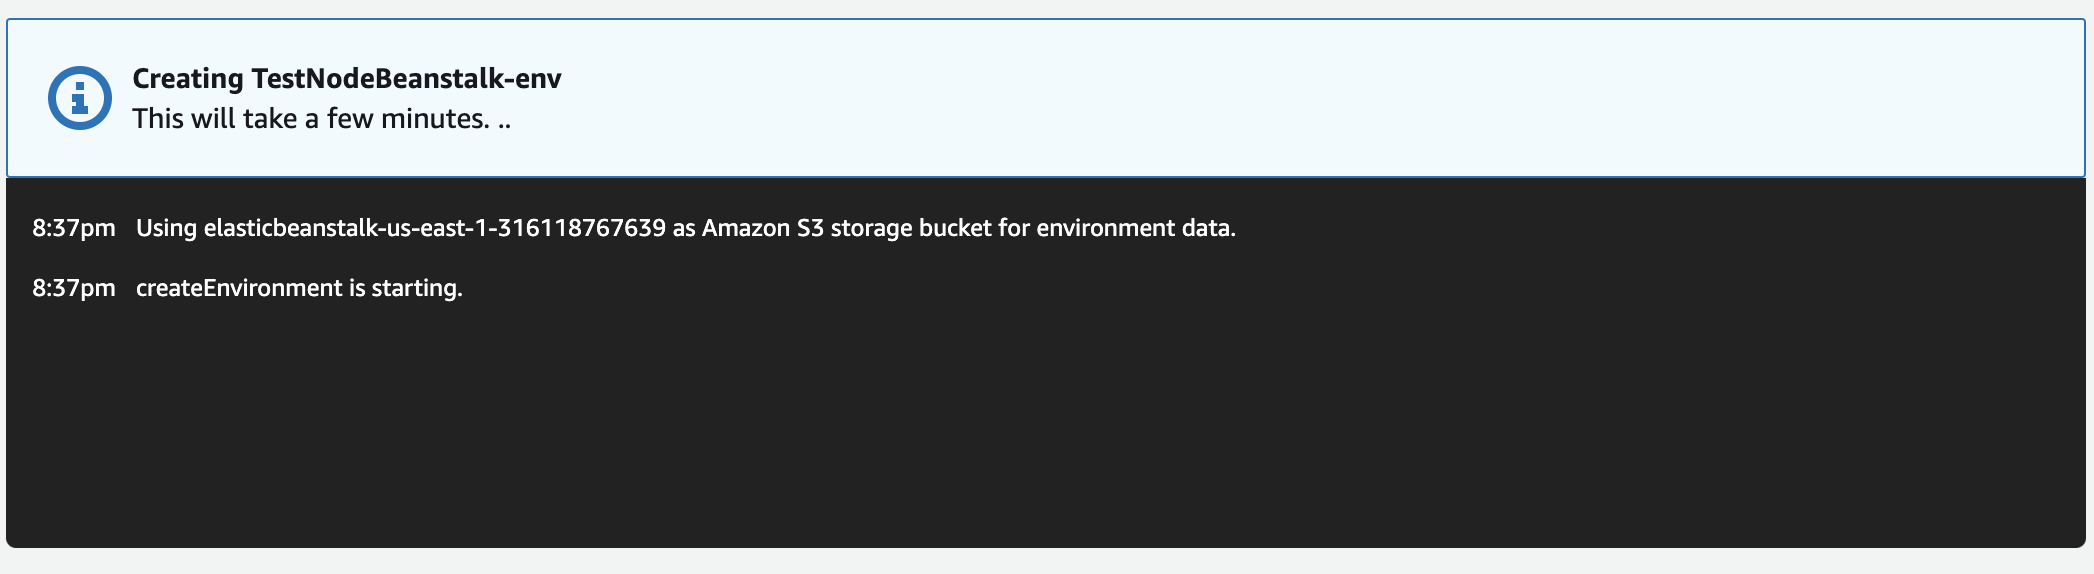 Creating TestNodeBeanstalk-env
This will take a few minutes. ..
8:37pm Using elasticbeanstalk-us-east-1-316118767639 as Amazon S3 storage bucket for environment data.
8:37pm createEnvironment is starting.